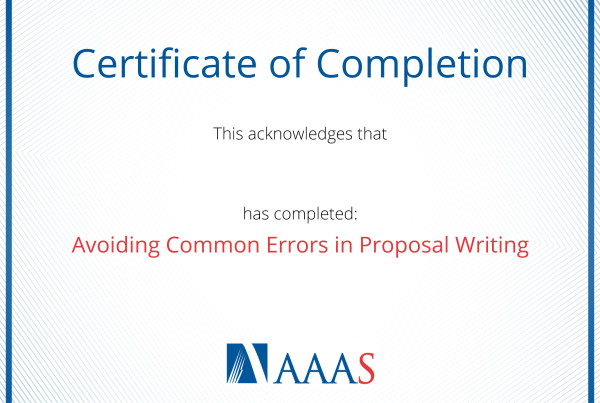 Certificate of Completion
This acknowledges that
has completed:
Avoiding Common Errors in Proposal Writing
AAAS